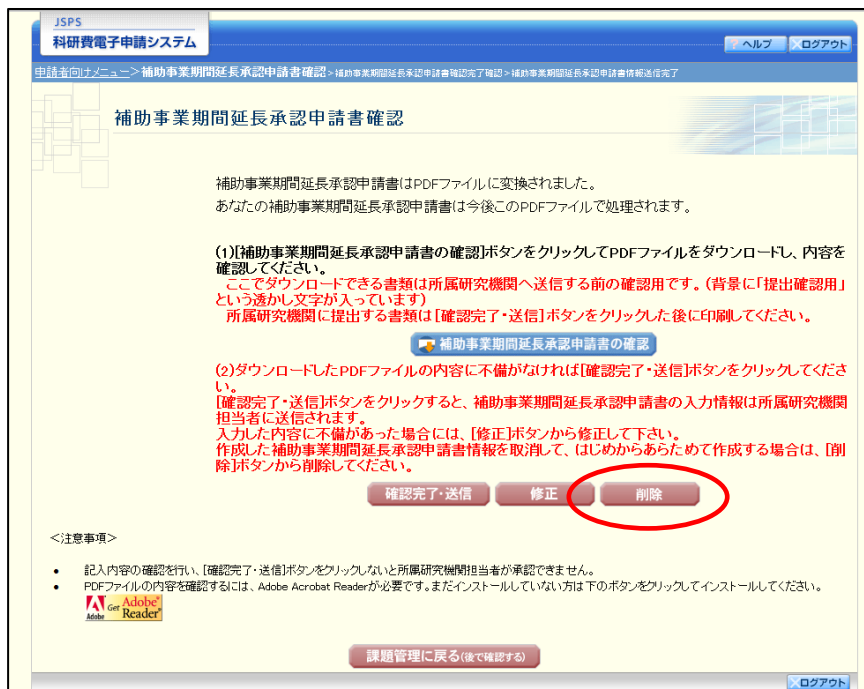 JSPS
科研費電子申請システム
? ヘルプ ログアウト
申請者向けメニュー>補助事業期間延長承認申請書確認>補助事業期間延長承認申請書確認完了確認>補助事業期間延長承認申請書情報送信完了
補助事業期間延長承認申請書確認
補助事業期間延長承認申請書はPDFファイルに変換されました。
あなたの補助事業期間延長承認申請書は今後このPDFファイルで処理されます。
(1)[補助事業期間延長承認申請書の確認]ボタンをクリックしてPDFファイルをダウンロードし、内容を
確認してください。
ここでダウンロードできる書類は所属研究機関へ送信する前の確認用です。(背景に「提出確認用」
という透かし文字が入っています)
所属研究機関に提出する書類は[確認完了・送信]ボタンをクリックした後に印刷してください。
補助事業期間延長承認申請書の確認
(2)ダウンロードしたPDFファイルの内容に不備がなければ[確認完了・送信]ボタンをクリックしてくださ
い。
[確認完了・送信]ボタンをクリックすると、補助事業期間延長承認申請書の入力情報は所属研究機関
担当者に送信されます。
入力した内容に不備があった場合には、[修正]ボタンから修正して下さい。
作成した補助事業期間延長承認申請書情報を取消して、はじめからあらためて作成する場合は、[削
除]ボタンから削除してください。
確認完了・送信 修正 削除
<注意事項>
• 記入内容の確認を行い、[確認完了・送信]ボタンをクリックしないと所属研究機関担当者が承認できません。
• PDFファイルの内容を確認するには、Adobe Acrobat Readerが必要です。まだインストールしていない方は下のボタンをクリックしてインストールしてください。
Adobe Get Adobe® Reader®
課題管理に戻る(後で確認する)
ログアウト